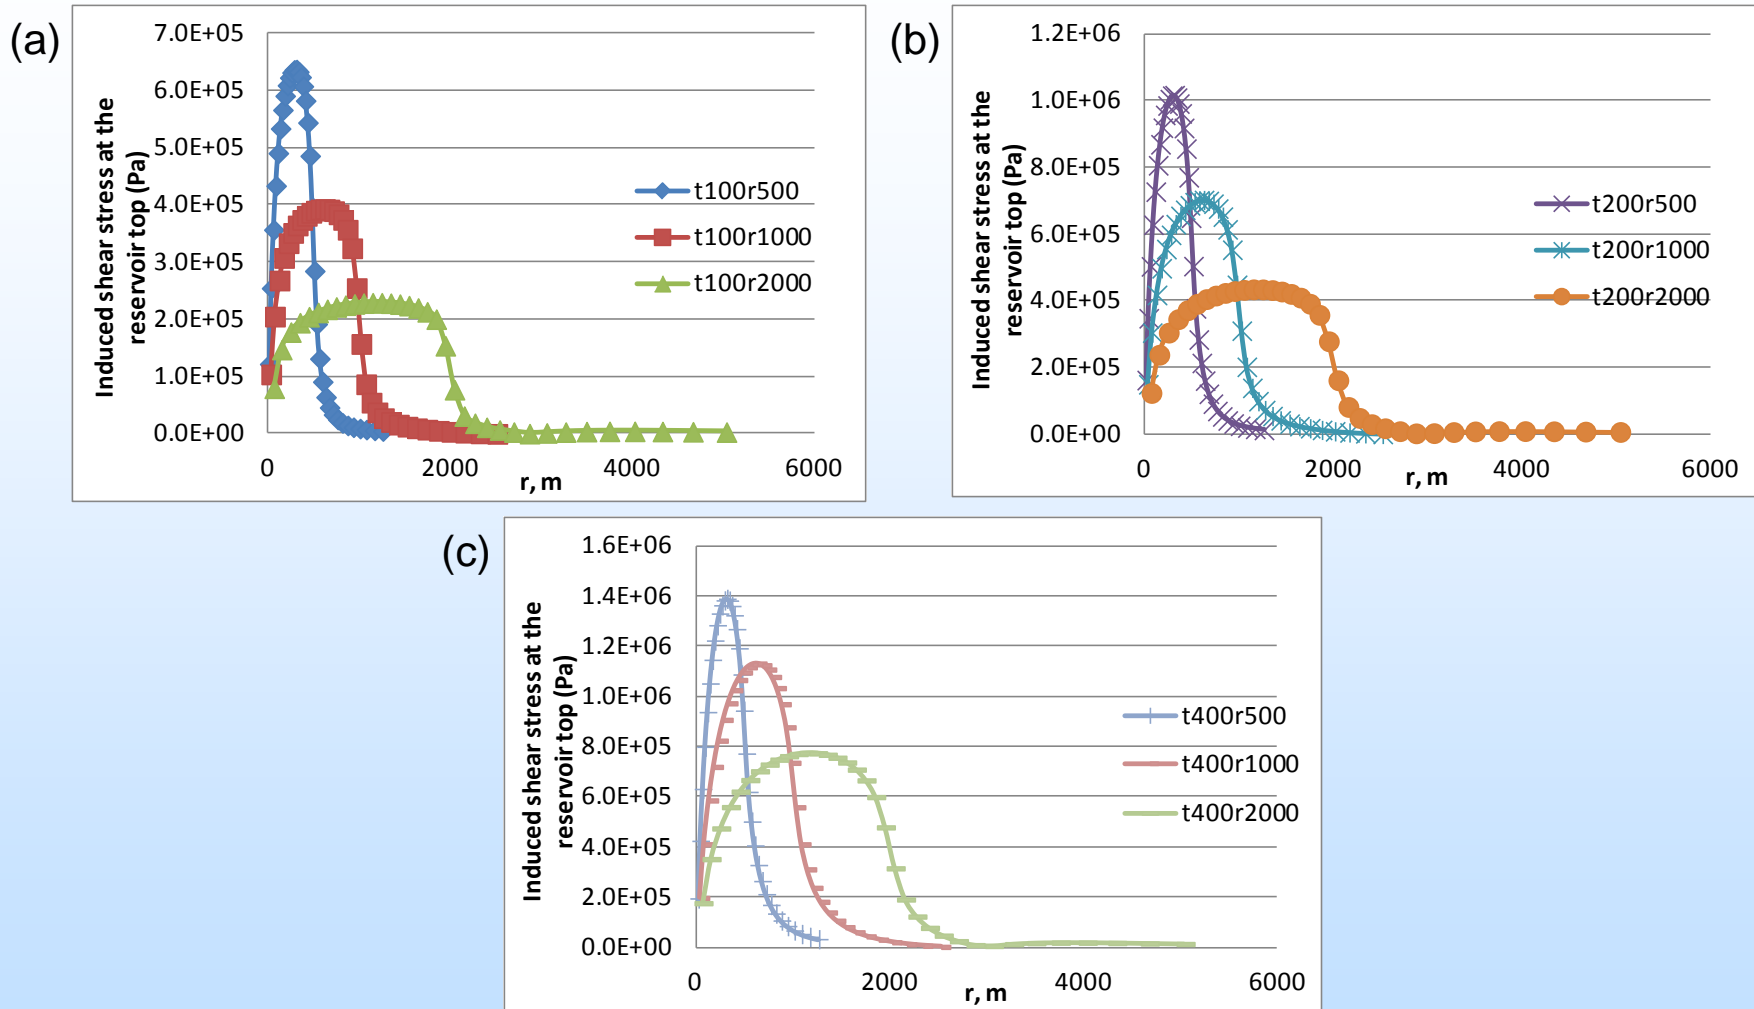 (a)
7.0E+05
6.0E+05
5.0E+05
4.0E+05
3.0E+05
2.0E+05
1.0E+05
0.0E+00
Induced shear stress at the
reservoir top (Pa)
t100r500
t100r1000
t100r2000
0
2000
4000
6000
r, m
(b)
1.2E+06
1.0E+06
8.0E+05
6.0E+05
4.0E+05
2.0E+05
0.0E+00
Induced shear stress at the
reservoir top (Pa)
t200r500
t200r1000
t200r2000
0
2000
4000
6000
r, m
(c)
1.6E+06
1.4E+06
1.2E+06
1.0E+06
8.0E+05
6.0E+05
4.0E+05
2.0E+05
0.0E+00
Induced shear stress at the
reservoir top (Pa)
t400r500
t400r1000
t400r2000
0
2000
4000
6000
r, m